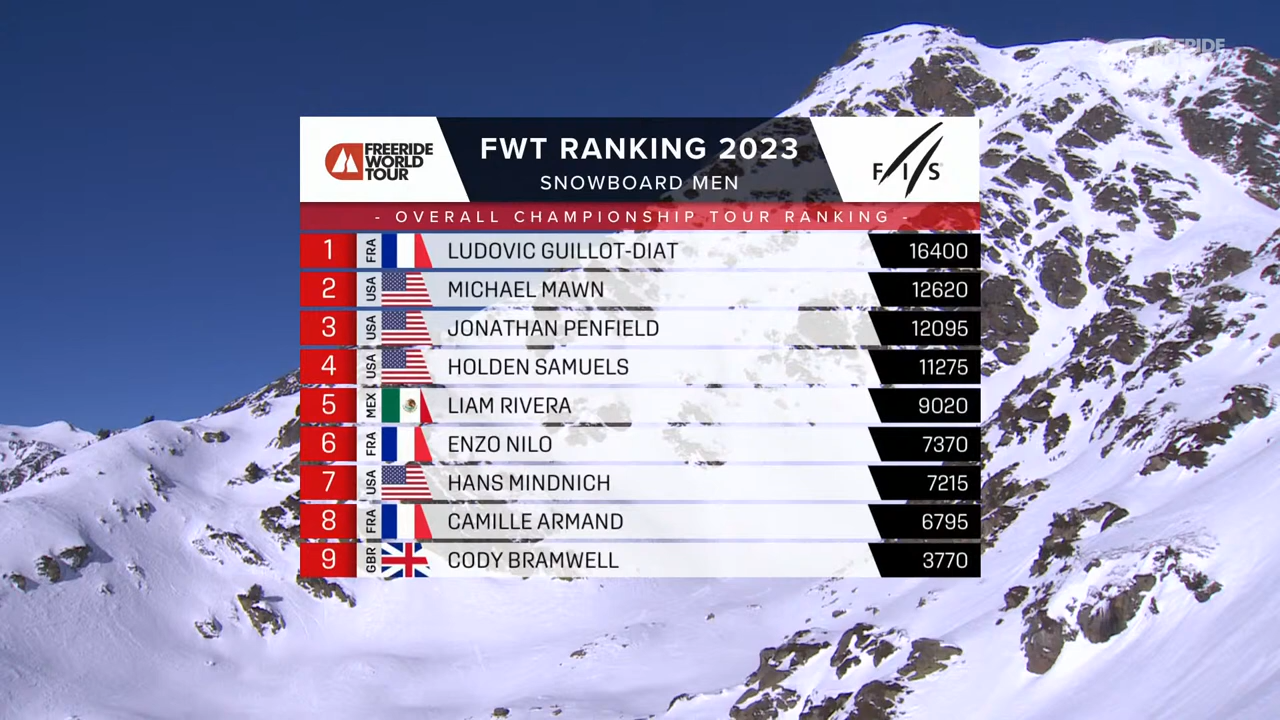 FREERIDE
WORLD
TOUR
FWT RANKING 2023
SNOWBOARD MEN
FIS
- OVERALL CHAMPIONSHIP TOUR RANKING -
1 FRA LUDOVIC GUILLOT-DIAT 16400
2 USA MICHAEL MAWN 12620
3 USA JONATHAN PENFIELD 12095
4 USA HOLDEN SAMUELS 11275
5 MEX LIAM RIVERA 9020
6 FRA ENZO NILO 7370
7 USA HANS MINDNICH 7215
8 FRA CAMILLE ARMAND 6795
9 GBR CODY BRAMWELL 3770